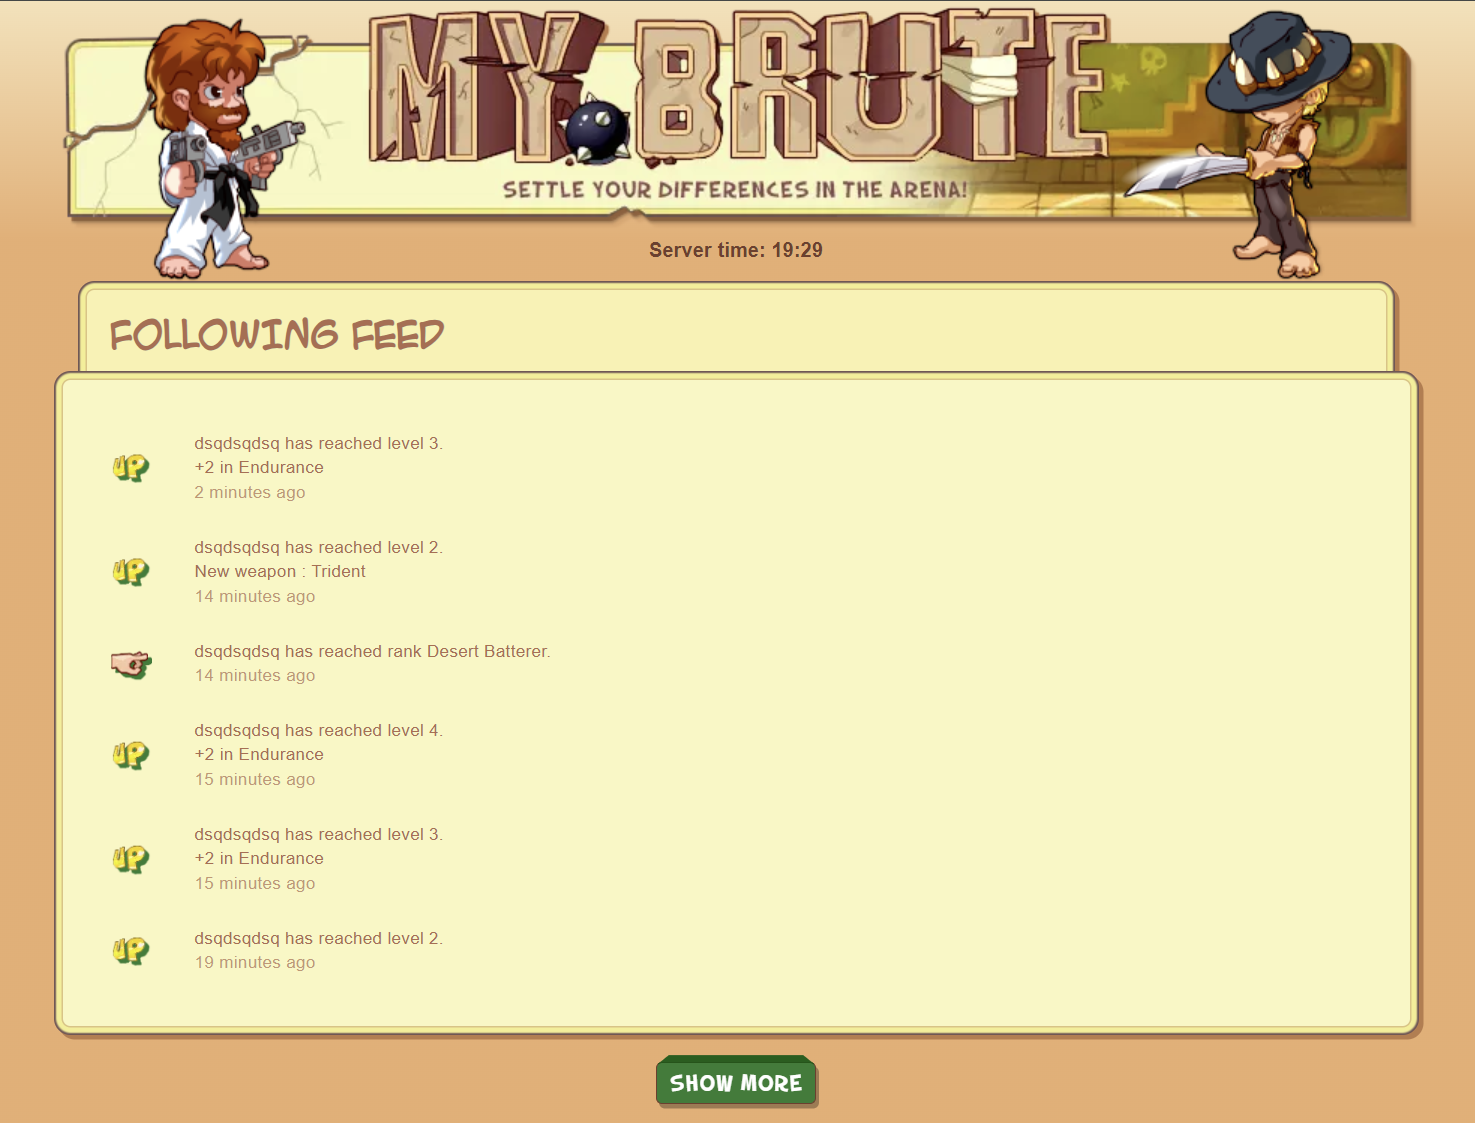 MY BRUTE
SETTLE YOUR DIFFERENCES IN THE ARENA!
Server time: 19:29
FOLLOWING FEED
UP
dsqdsqdsq has reached level 3.
+2 in Endurance
2 minutes ago
UP
dsqdsqdsq has reached level 2.
New weapon : Trident
14 minutes ago
dsqdsqdsq has reached rank Desert Batterer.
14 minutes ago
UP
dsqdsqdsq has reached level 4.
+2 in Endurance
15 minutes ago
UP
dsqdsqdsq has reached level 3.
+2 in Endurance
15 minutes ago
UP
dsqdsqdsq has reached level 2.
19 minutes ago
SHOW MORE